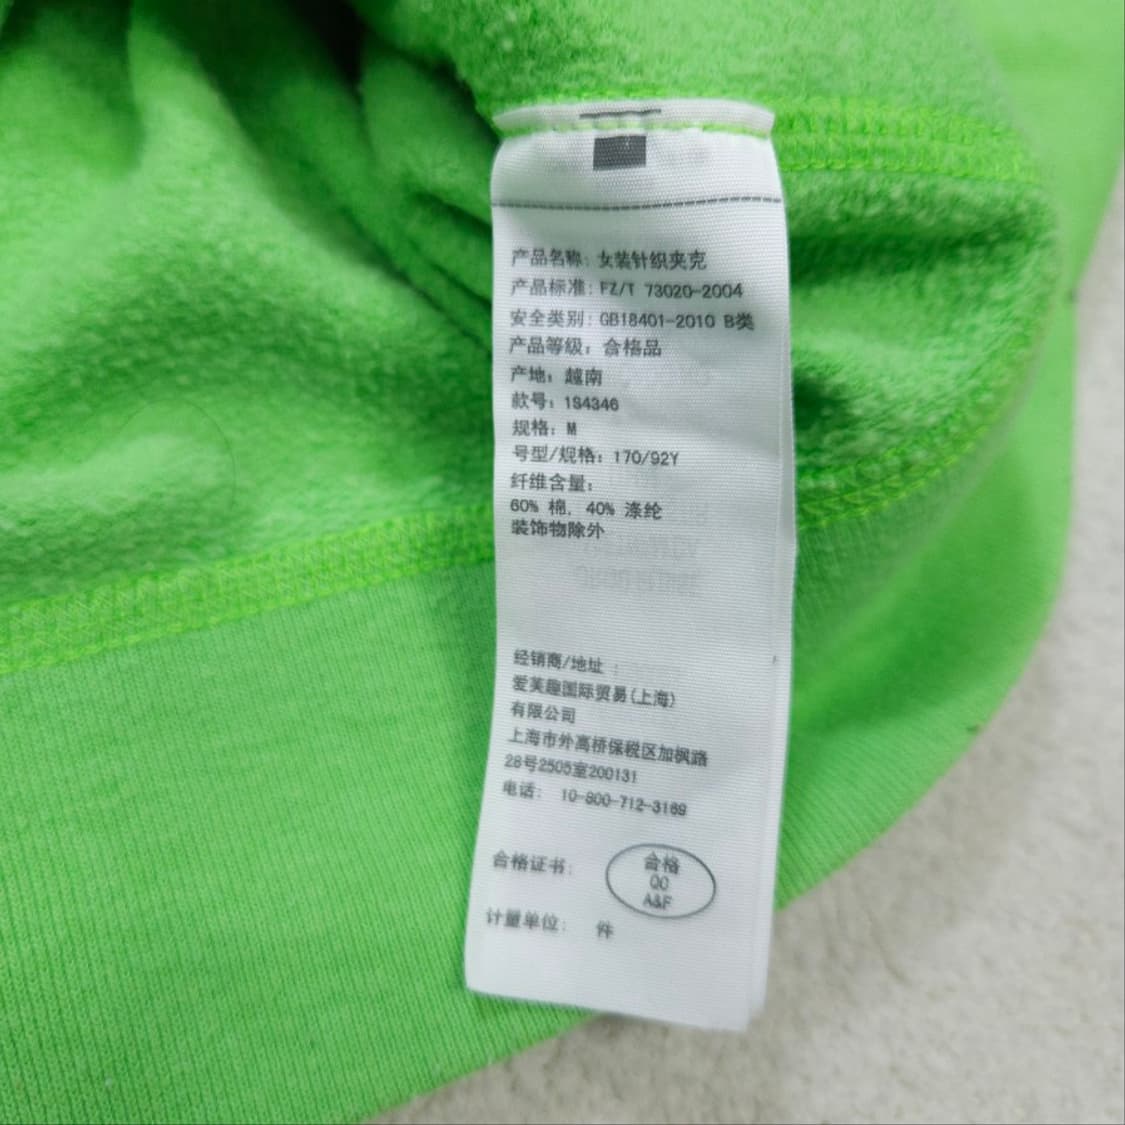 产品名称: 女装针织夹克
产品标准: FZ/T 73020-2004
安全类别: GB18401-2010 B类
产品等级: 合格品
产地: 越南
款号: 1S4346
规格: M
号型/规格: 170/92Y
纤维含量:
60% 棉, 40% 涤纶
装饰物除外
经销商/地址 :
爱芙趣国际贸易(上海)
有限公司
上海市外高桥保税区加枫路
28号2505室200131
电话: 10-800-712-3169
合格证书:
合格
QC
A&F
计量单位: 件